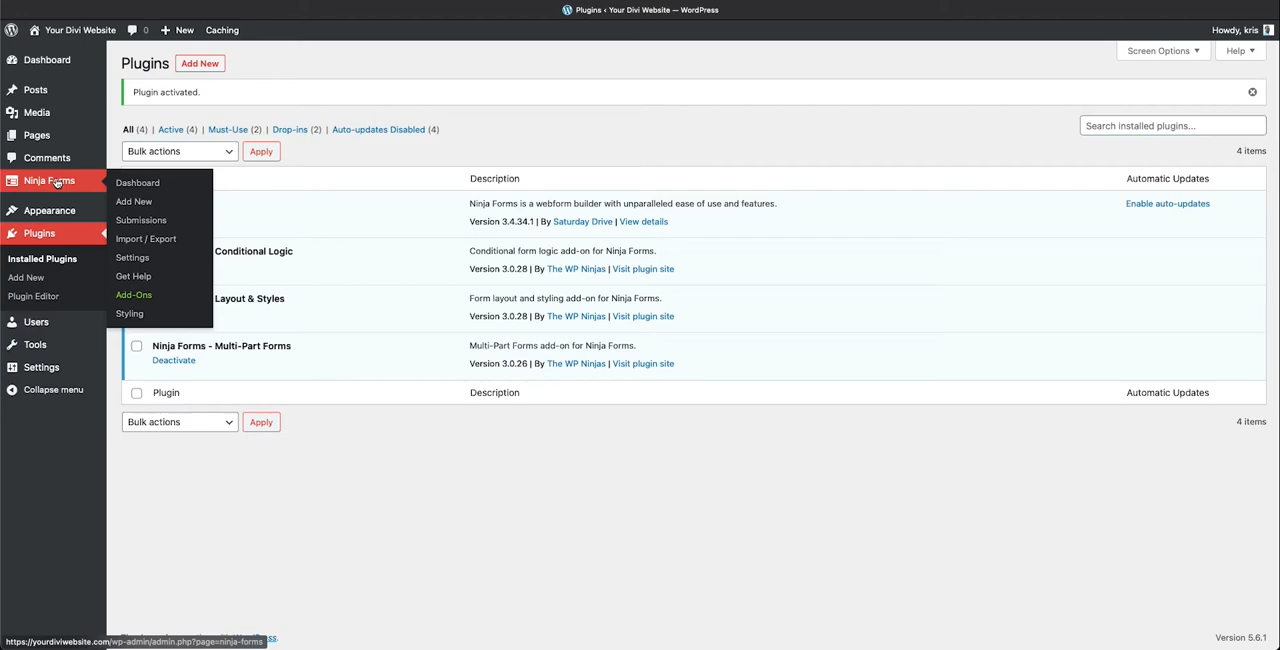 Plugins ‹ Your Divi Website — WordPress
Your Divi Website 0 New Caching Howdy, kris
Dashboard
Posts
Media
Pages
Comments
Ninja Forms
Appearance
Plugins
Installed Plugins
Add New
Plugin Editor
Users
Tools
Settings
Collapse menu
Dashboard
Add New
Submissions
Import / Export
Settings
Get Help
Add-Ons
Styling
Screen Options Help
Plugins Add New
Plugin activated.
All (4) | Active (4) | Must-Use (2) | Drop-ins (2) | Auto-updates Disabled (4)
Search installed plugins...
Bulk actions Apply 4 items
Description Automatic Updates
Ninja Forms is a webform builder with unparalleled ease of use and features. Enable auto-updates
Version 3.4.34.1 | By Saturday Drive | View details
Conditional Logic Conditional form logic add-on for Ninja Forms.
Version 3.0.28 | By The WP Ninjas | Visit plugin site
Layout & Styles Form layout and styling add-on for Ninja Forms.
Version 3.0.28 | By The WP Ninjas | Visit plugin site
Ninja Forms - Multi-Part Forms Multi-Part Forms add-on for Ninja Forms.
Deactivate Version 3.0.26 | By The WP Ninjas | Visit plugin site
Plugin Description Automatic Updates
Bulk actions Apply 4 items
https://yourdiviwebsite.com/wp-admin/admin.php?page=ninja-forms
Version 5.6.1